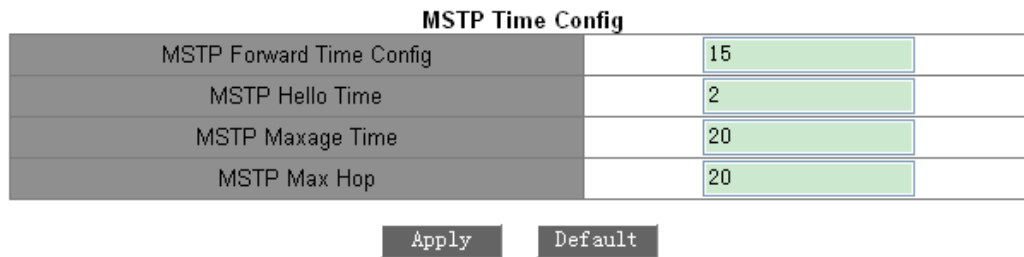 MSTP Time Config
MSTP Forward Time Config 15
MSTP Hello Time 2
MSTP Maxage Time 20
MSTP Max Hop 20
Apply Default